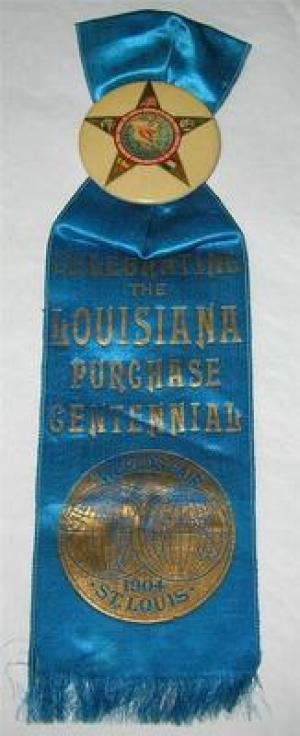 CELEBRATING
THE
LOUISIANA
PURCHASE
CENTENNIAL
WORLD'S FAIR
1904
ST. LOUIS